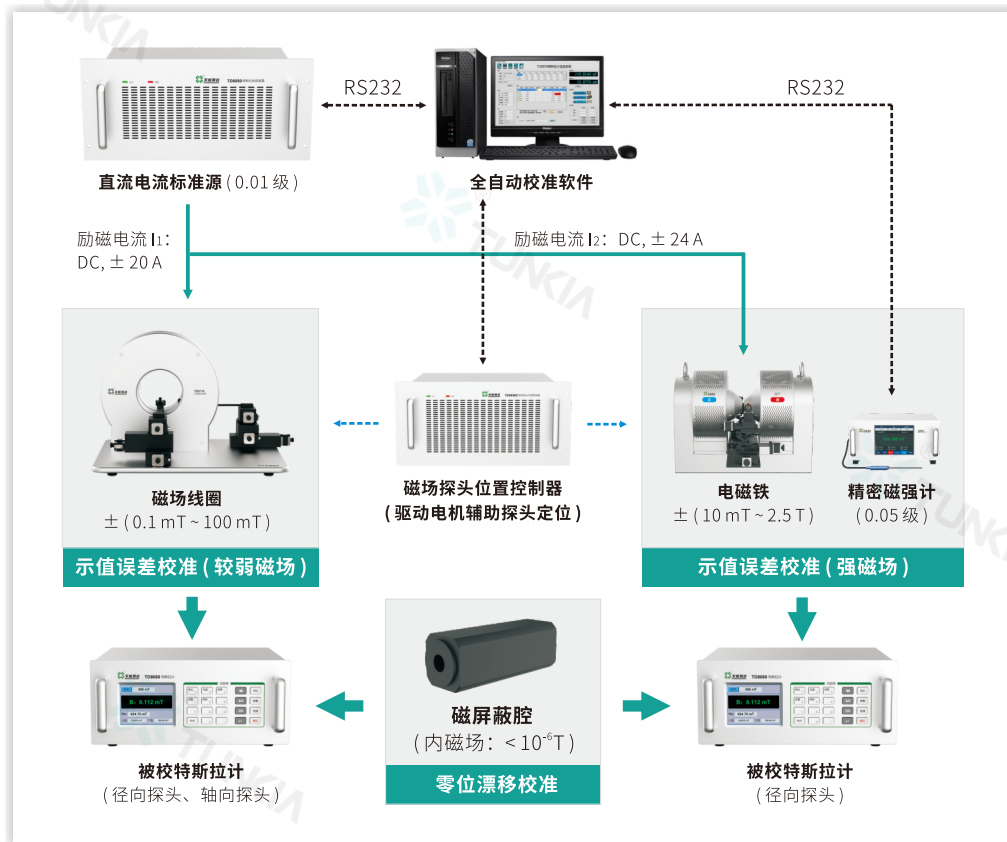 RS232
RS232
直流电流标准源 ( 0.01 级 )
全自动校准软件
励磁电流 I1：
DC, ± 20 A
励磁电流 I2：DC, ± 24 A
磁场线圈
± ( 0.1 mT ~ 100 mT )
示值误差校准 ( 较弱磁场 )
磁场探头位置控制器
( 驱动电机辅助探头定位 )
电磁铁
± ( 10 mT ~ 2.5 T )
精密磁强计
( 0.05 级 )
示值误差校准 ( 强磁场 )
磁屏蔽腔
( 内磁场：< 10⁻⁶T )
零位漂移校准
被校特斯拉计
( 径向探头、轴向探头 )
被校特斯拉计
( 径向探头 )
TUNKIA
TUNKIA
TUNKIA
TUNKIA